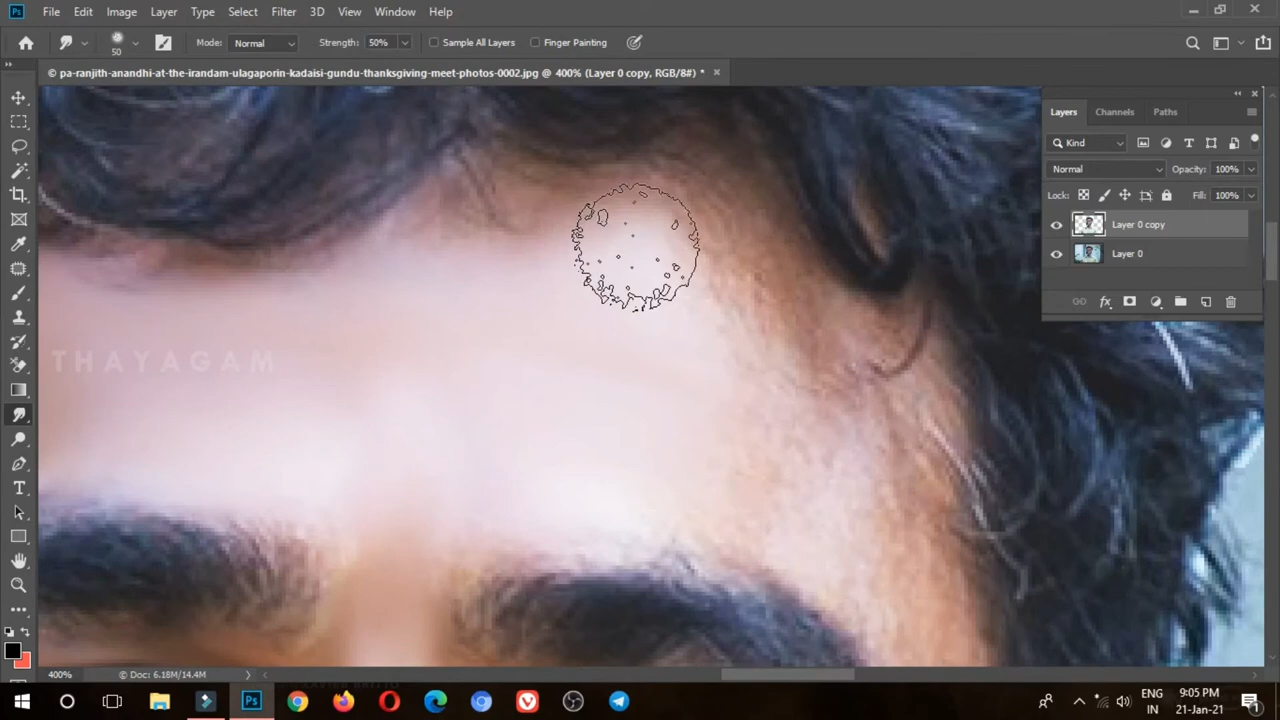 File Edit Image Layer Type Select Filter 3D View Window Help
50 Mode: Normal Strength: 50% Sample All Layers Finger Painting
© pa-ranjith-anandhi-at-the-irandam-ulagaporin-kadaisi-gundu-thanksgiving-meet-photos-0002.jpg @ 400% (Layer 0 copy, RGB/8#) *
Layers Channels Paths
Kind
Normal Opacity: 100%
Lock: Fill: 100%
Layer 0 copy
Layer 0
THAYAGAM
400% © Doc: 6.18M/14.4M
Ps
ENG 9:05 PM
IN 21-Jan-21